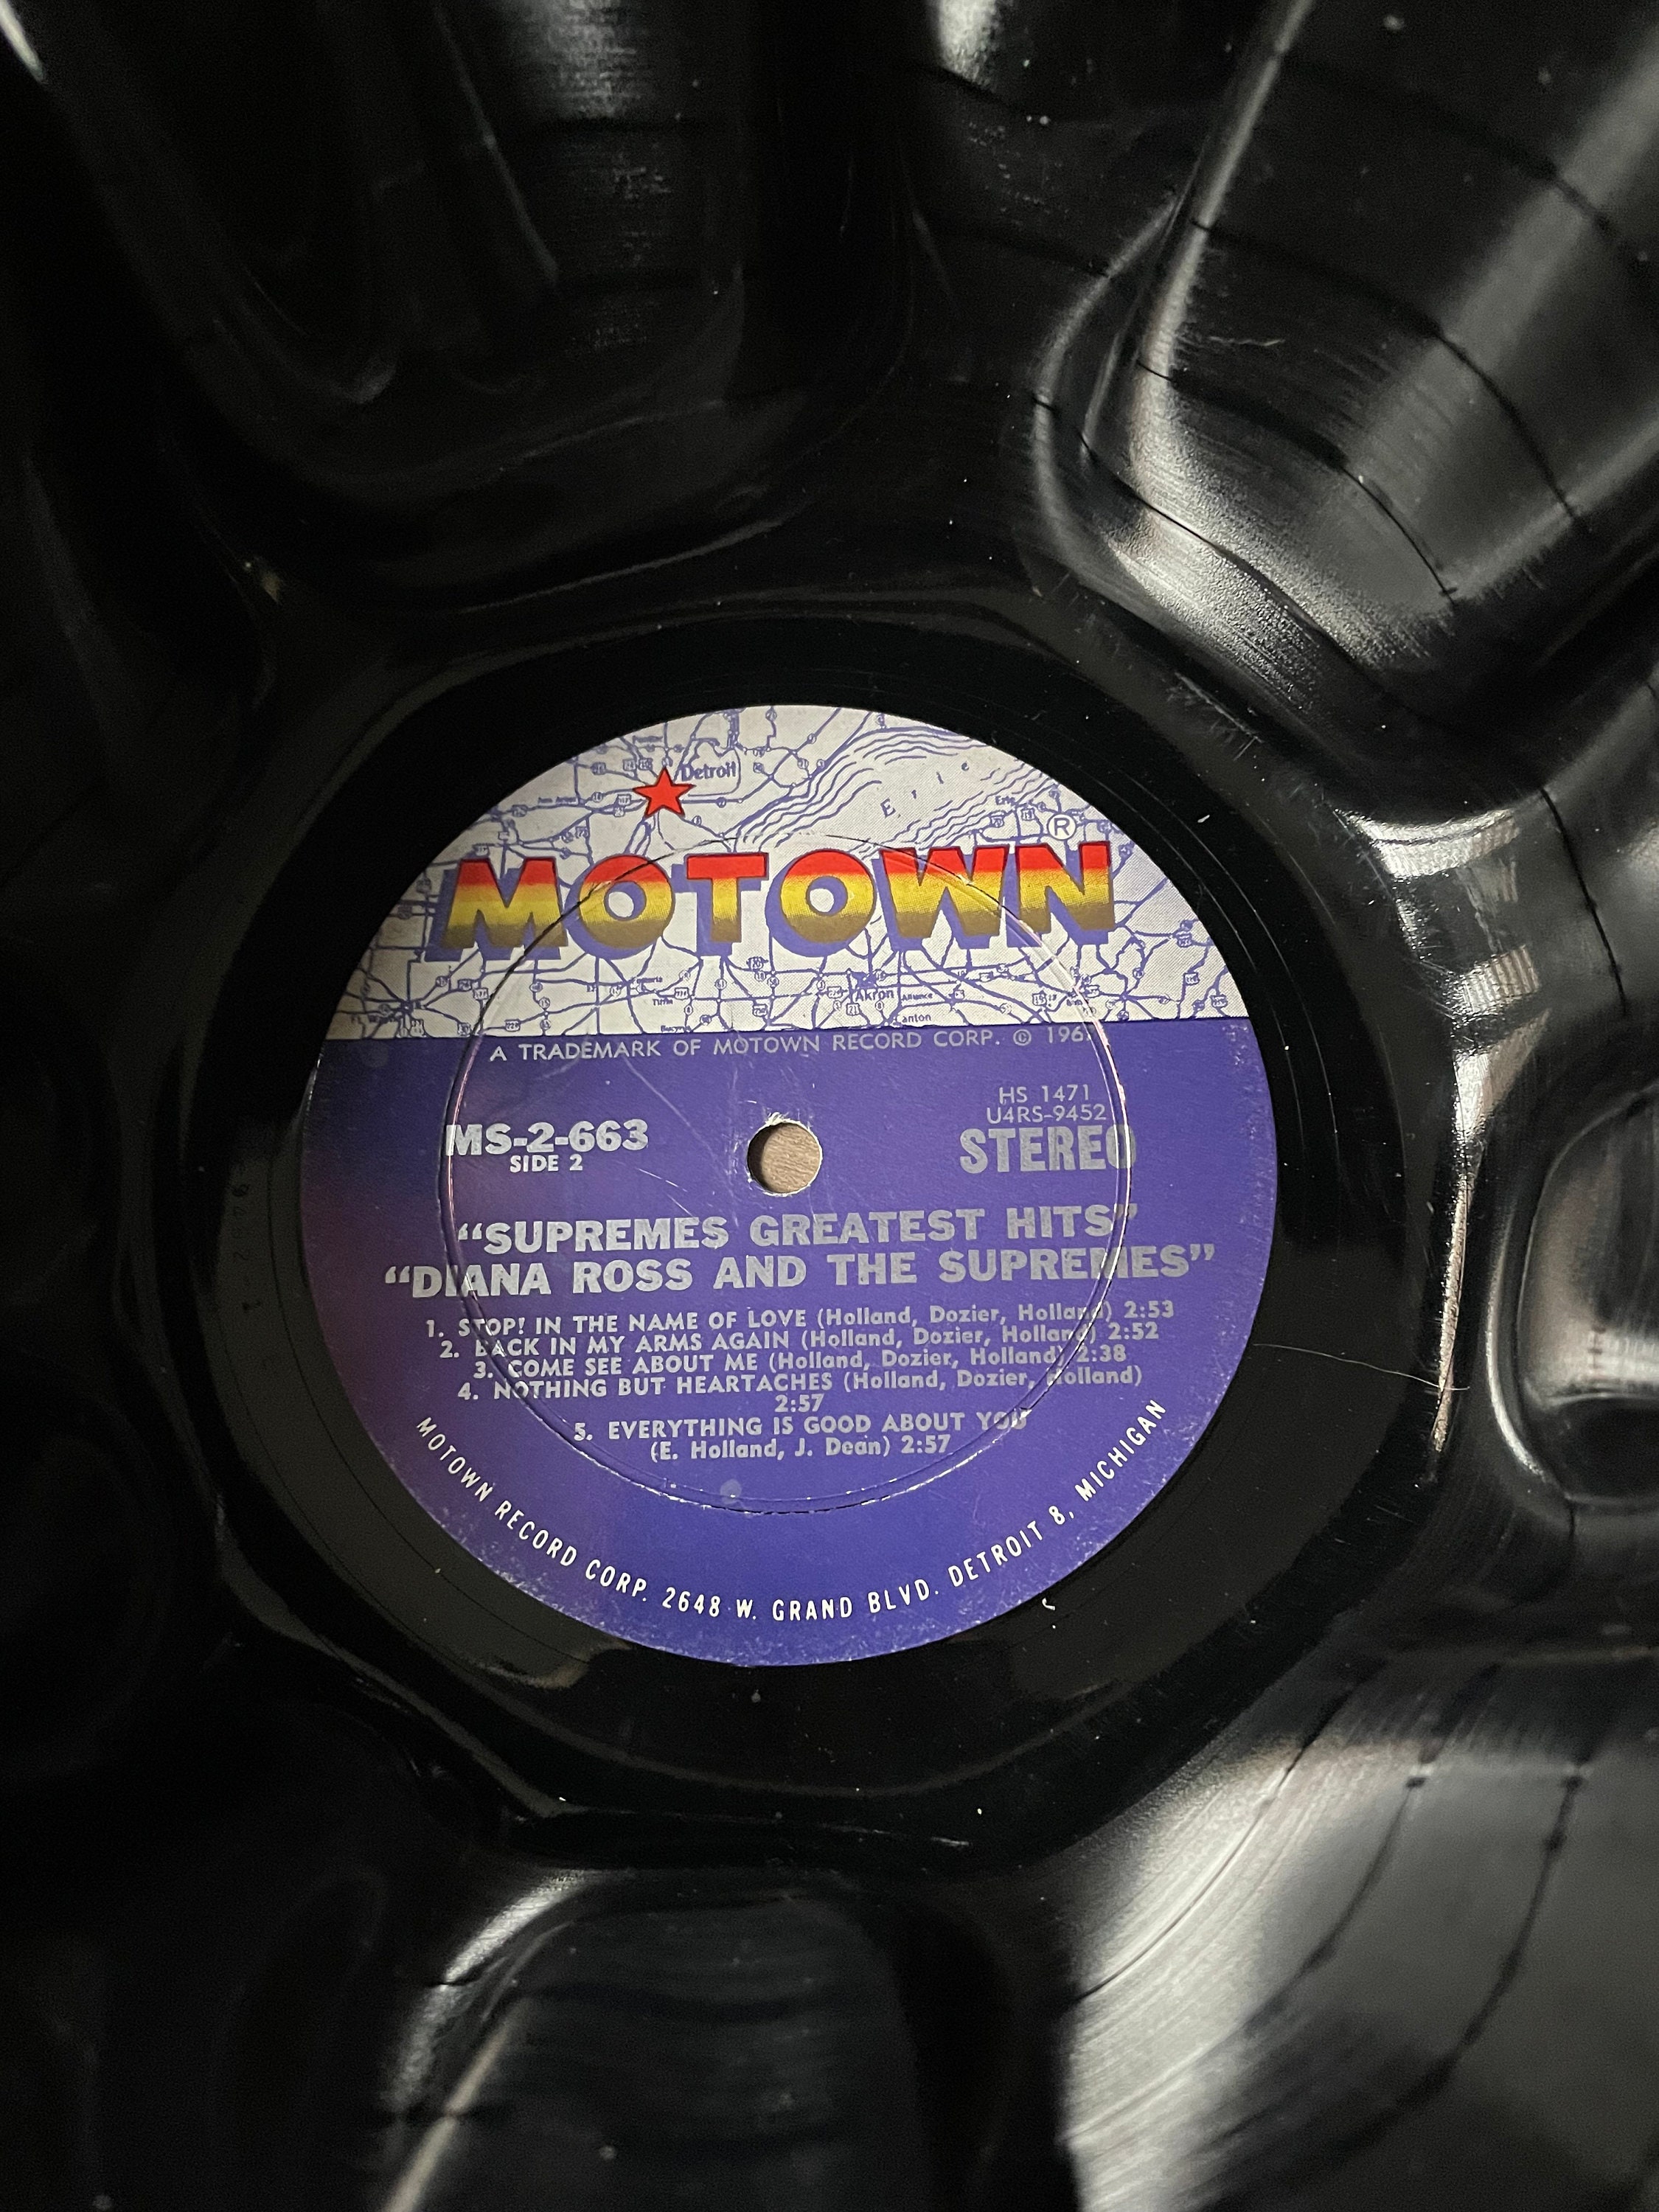 Detroit
Erie
Erie
®
MOTOWN
Akron
Alliance
anton
A TRADEMARK OF MOTOWN RECORD CORP. © 196
HS 1471
U4RS-9452
MS-2-663
STEREO
SIDE 2
“SUPREMES GREATEST HITS”
“DIANA ROSS AND THE SUPREMES”
1. STOP! IN THE NAME OF LOVE (Holland, Dozier, Holland) 2:53
2. BACK IN MY ARMS AGAIN (Holland, Dozier, Holland) 2:52
3. COME SEE ABOUT ME (Holland, Dozier, Holland) 2:38
4. NOTHING BUT HEARTACHES (Holland, Dozier, Holland)
2:57
5. EVERYTHING IS GOOD ABOUT YOU
(E. Holland, J. Dean) 2:57
MOTOWN RECORD CORP. 2648 W. GRAND BLVD. DETROIT 8, MICHIGAN